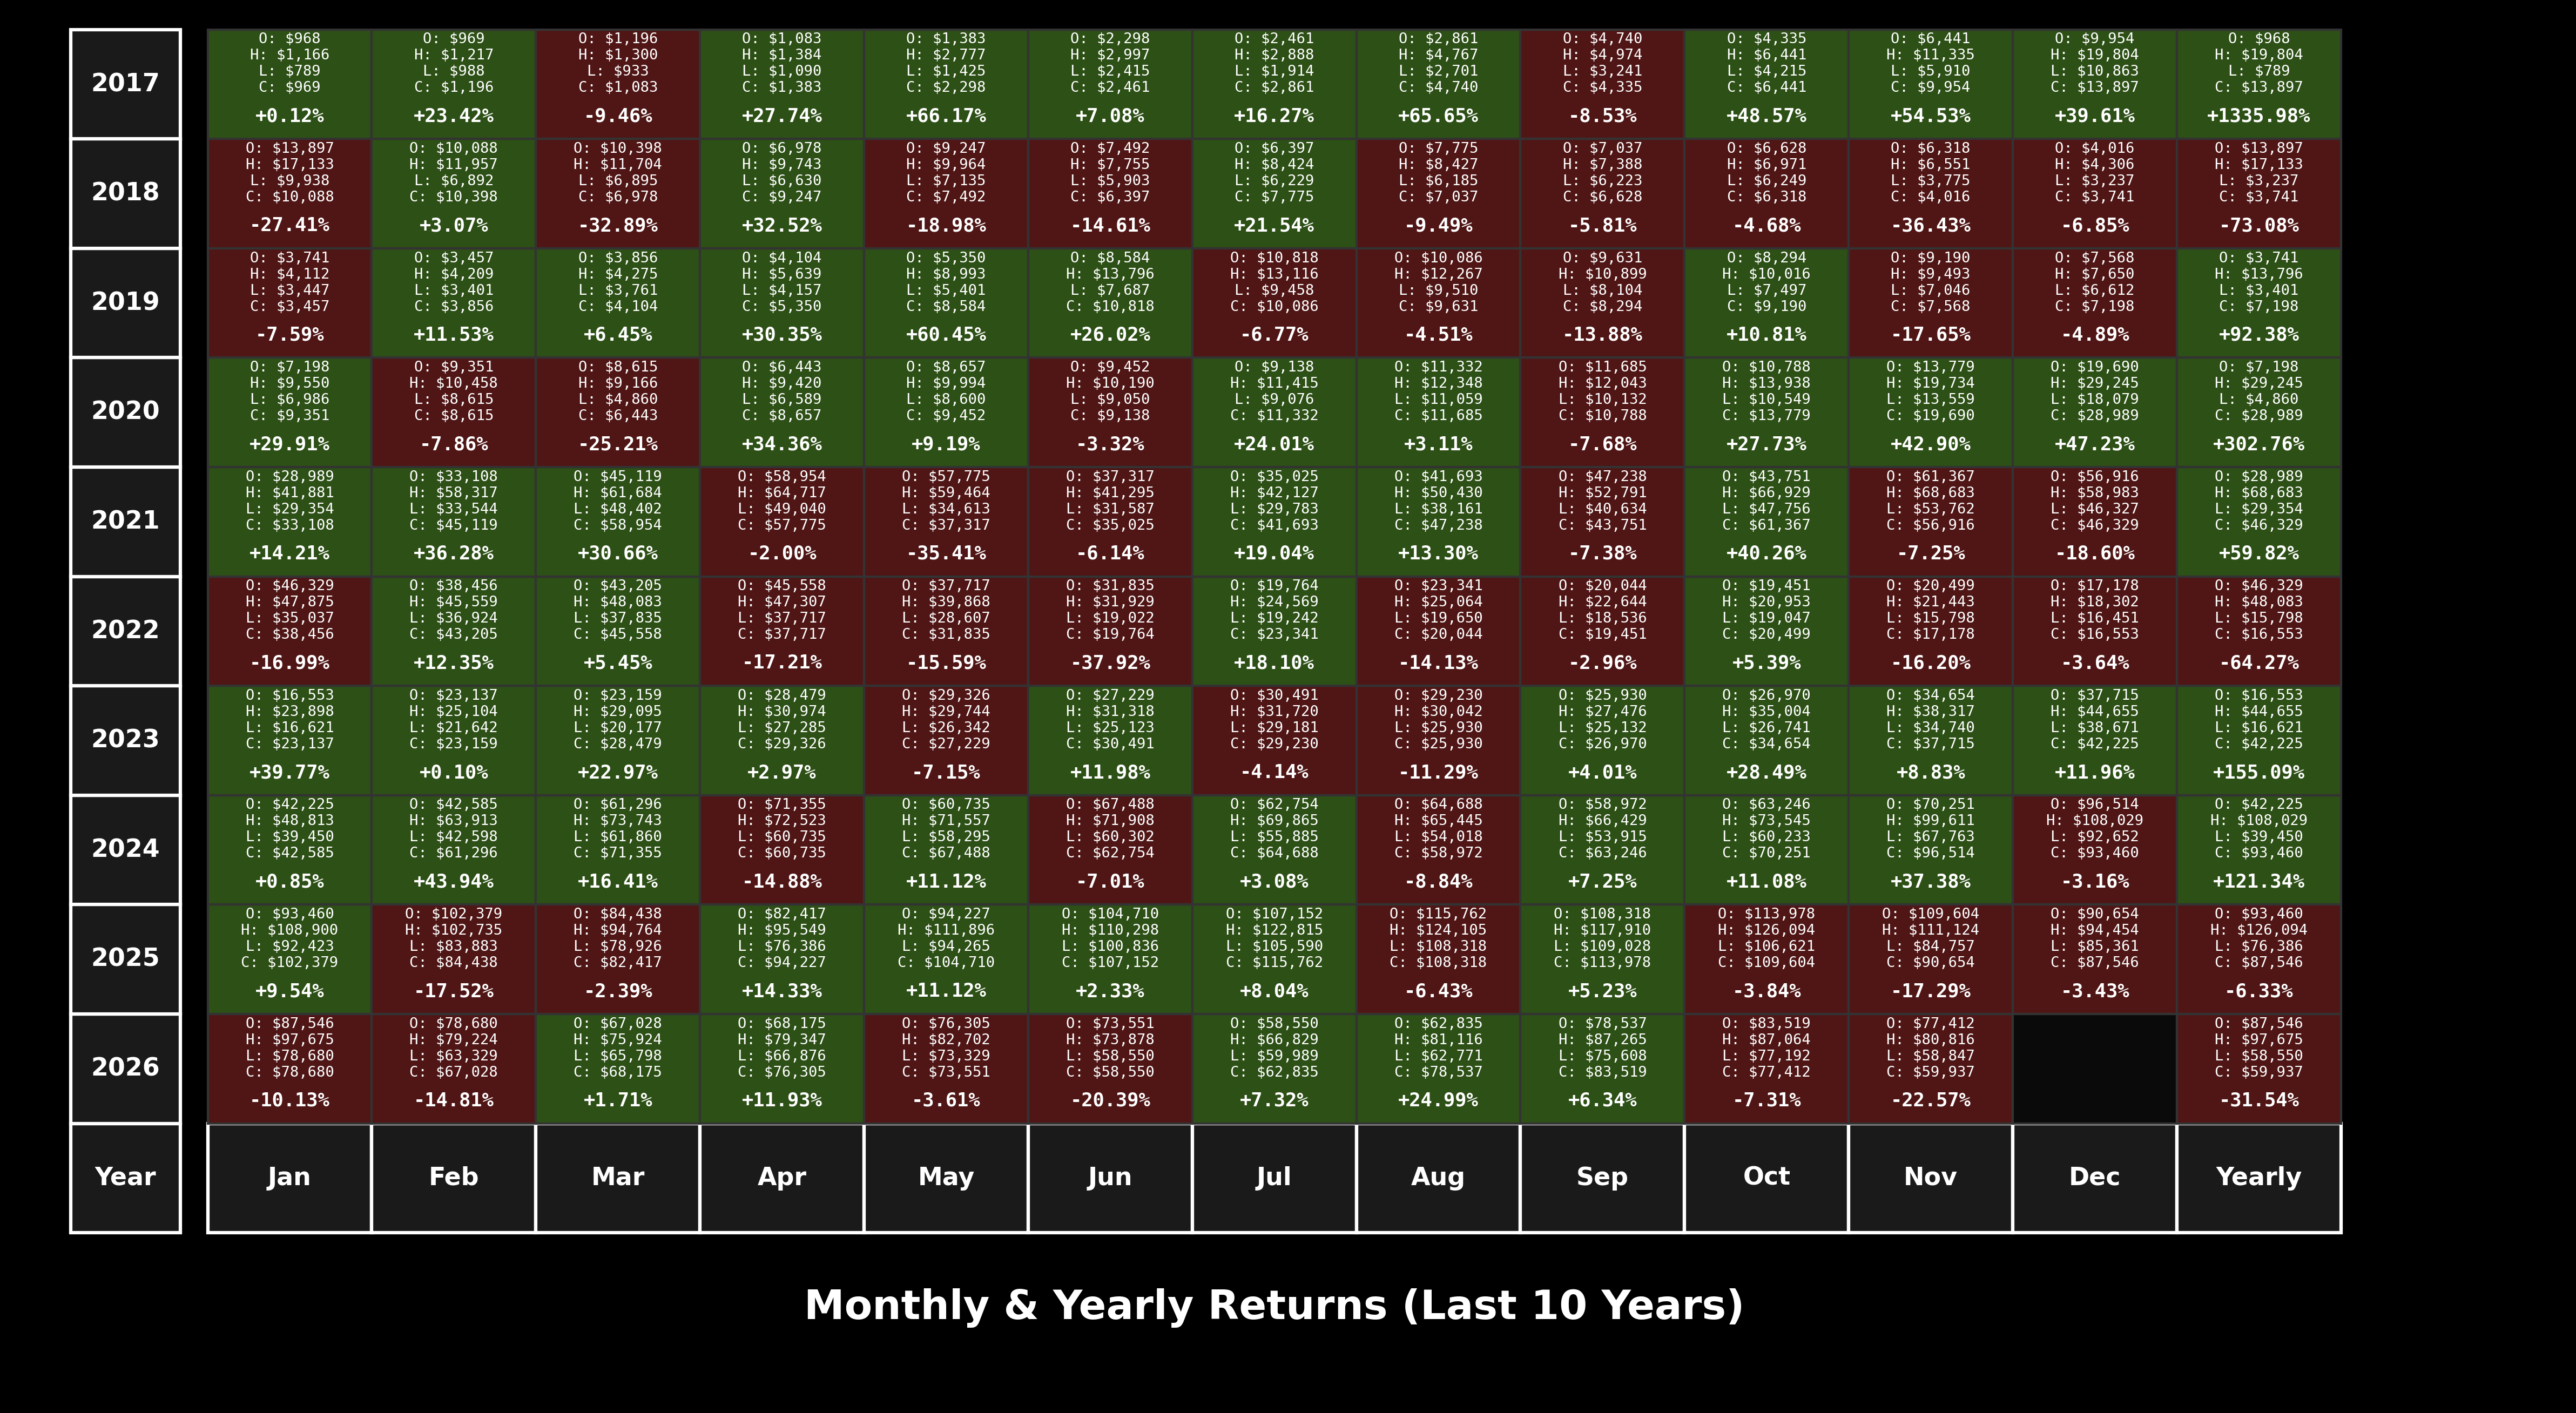 2017
O: $968 O: $969 O: $1,196 O: $1,083 O: $1,383 O: $2,298 O: $2,461 O: $2,861 O: $4,740 O: $4,335 O: $6,441 O: $9,954 O: $968
H: $1,166 H: $1,217 H: $1,300 H: $1,384 H: $2,777 H: $2,997 H: $2,888 H: $4,767 H: $4,974 H: $6,441 H: $11,335 H: $19,804 H: $19,804
L: $789 L: $988 L: $933 L: $1,090 L: $1,425 L: $2,415 L: $1,914 L: $2,701 L: $3,241 L: $4,215 L: $5,910 L: $10,863 L: $789
C: $969 C: $1,196 C: $1,083 C: $1,383 C: $2,298 C: $2,461 C: $2,861 C: $4,740 C: $4,335 C: $6,441 C: $9,954 C: $13,897 C: $13,897
+0.12% +23.42% -9.46% +27.74% +66.17% +7.08% +16.27% +65.65% -8.53% +48.57% +54.53% +39.61% +1335.98%
2018
O: $13,897 O: $10,088 O: $10,398 O: $6,978 O: $9,247 O: $7,492 O: $6,397 O: $7,775 O: $7,037 O: $6,628 O: $6,318 O: $4,016 O: $13,897
H: $17,133 H: $11,957 H: $11,704 H: $9,743 H: $9,964 H: $7,755 H: $8,424 H: $8,427 H: $7,388 H: $6,971 H: $6,551 H: $4,306 H: $17,133
L: $9,938 L: $6,892 L: $6,895 L: $6,630 L: $7,135 L: $5,903 L: $6,229 L: $6,185 L: $6,223 L: $6,249 L: $3,775 L: $3,237 L: $3,237
C: $10,088 C: $10,398 C: $6,978 C: $9,247 C: $7,492 C: $6,397 C: $7,775 C: $7,037 C: $6,628 C: $6,318 C: $4,016 C: $3,741 C: $3,741
-27.41% +3.07% -32.89% +32.52% -18.98% -14.61% +21.54% -9.49% -5.81% -4.68% -36.43% -6.85% -73.08%
2019
O: $3,741 O: $3,457 O: $3,856 O: $4,104 O: $5,350 O: $8,584 O: $10,818 O: $10,086 O: $9,631 O: $8,294 O: $9,190 O: $7,568 O: $3,741
H: $4,112 H: $4,209 H: $4,275 H: $5,639 H: $8,993 H: $13,796 H: $13,116 H: $12,267 H: $10,899 H: $10,016 H: $9,493 H: $7,650 H: $13,796
L: $3,447 L: $3,401 L: $3,761 L: $4,157 L: $5,401 L: $7,687 L: $9,458 L: $9,510 L: $8,104 L: $7,497 L: $7,046 L: $6,612 L: $3,401
C: $3,457 C: $3,856 C: $4,104 C: $5,350 C: $8,584 C: $10,818 C: $10,086 C: $9,631 C: $8,294 C: $9,190 C: $7,568 C: $7,198 C: $7,198
-7.59% +11.53% +6.45% +30.35% +60.45% +26.02% -6.77% -4.51% -13.88% +10.81% -17.65% -4.89% +92.38%
2020
O: $7,198 O: $9,351 O: $8,615 O: $6,443 O: $8,657 O: $9,452 O: $9,138 O: $11,332 O: $11,685 O: $10,788 O: $13,779 O: $19,690 O: $7,198
H: $9,550 H: $10,458 H: $9,166 H: $9,420 H: $9,994 H: $10,190 H: $11,415 H: $12,348 H: $12,043 H: $13,938 H: $19,734 H: $29,245 H: $29,245
L: $6,986 L: $8,615 L: $4,860 L: $6,589 L: $8,600 L: $9,050 L: $9,076 L: $11,059 L: $10,132 L: $10,549 L: $13,559 L: $18,079 L: $4,860
C: $9,351 C: $8,615 C: $6,443 C: $8,657 C: $9,452 C: $9,138 C: $11,332 C: $11,685 C: $10,788 C: $13,779 C: $19,690 C: $28,989 C: $28,989
+29.91% -7.86% -25.21% +34.36% +9.19% -3.32% +24.01% +3.11% -7.68% +27.73% +42.90% +47.23% +302.76%
2021
O: $28,989 O: $33,108 O: $45,119 O: $58,954 O: $57,775 O: $37,317 O: $35,025 O: $41,693 O: $47,238 O: $43,751 O: $61,367 O: $56,916 O: $28,989
H: $41,881 H: $58,317 H: $61,684 H: $64,717 H: $59,464 H: $41,295 H: $42,127 H: $50,430 H: $52,791 H: $66,929 H: $68,683 H: $58,983 H: $68,683
L: $29,354 L: $33,544 L: $48,402 L: $49,040 L: $34,613 L: $31,587 L: $29,783 L: $38,161 L: $40,634 L: $47,756 L: $53,762 L: $46,327 L: $29,354
C: $33,108 C: $45,119 C: $58,954 C: $57,775 C: $37,317 C: $35,025 C: $41,693 C: $47,238 C: $43,751 C: $61,367 C: $56,916 C: $46,329 C: $46,329
+14.21% +36.28% +30.66% -2.00% -35.41% -6.14% +19.04% +13.30% -7.38% +40.26% -7.25% -18.60% +59.82%
2022
O: $46,329 O: $38,456 O: $43,205 O: $45,558 O: $37,717 O: $31,835 O: $19,764 O: $23,341 O: $20,044 O: $19,451 O: $20,499 O: $17,178 O: $46,329
H: $47,875 H: $45,559 H: $48,083 H: $47,307 H: $39,868 H: $31,929 H: $24,569 H: $25,064 H: $22,644 H: $20,953 H: $21,443 H: $18,302 H: $48,083
L: $35,037 L: $36,924 L: $37,835 L: $37,717 L: $28,607 L: $19,022 L: $19,242 L: $19,650 L: $18,536 L: $19,047 L: $15,798 L: $16,451 L: $15,798
C: $38,456 C: $43,205 C: $45,558 C: $37,717 C: $31,835 C: $19,764 C: $23,341 C: $20,044 C: $19,451 C: $20,499 C: $17,178 C: $16,553 C: $16,553
-16.99% +12.35% +5.45% -17.21% -15.59% -37.92% +18.10% -14.13% -2.96% +5.39% -16.20% -3.64% -64.27%
2023
O: $16,553 O: $23,137 O: $23,159 O: $28,479 O: $29,326 O: $27,229 O: $30,491 O: $29,230 O: $25,930 O: $26,970 O: $34,654 O: $37,715 O: $16,553
H: $23,898 H: $25,104 H: $29,095 H: $30,974 H: $29,744 H: $31,318 H: $31,720 H: $30,042 H: $27,476 H: $35,004 H: $38,317 H: $44,655 H: $44,655
L: $16,621 L: $21,642 L: $20,177 L: $27,285 L: $26,342 L: $25,123 L: $29,181 L: $25,930 L: $25,132 L: $26,741 L: $34,740 L: $38,671 L: $16,621
C: $23,137 C: $23,159 C: $28,479 C: $29,326 C: $27,229 C: $30,491 C: $29,230 C: $25,930 C: $26,970 C: $34,654 C: $37,715 C: $42,225 C: $42,225
+39.77% +0.10% +22.97% +2.97% -7.15% +11.98% -4.14% -11.29% +4.01% +28.49% +8.83% +11.96% +155.09%
2024
O: $42,225 O: $42,585 O: $61,296 O: $71,355 O: $60,735 O: $67,488 O: $62,754 O: $64,688 O: $58,972 O: $63,246 O: $70,251 O: $96,514 O: $42,225
H: $48,813 H: $63,913 H: $73,743 H: $72,523 H: $71,557 H: $71,908 H: $69,865 H: $65,445 H: $66,429 H: $73,545 H: $99,611 H: $108,029 H: $108,029
L: $39,450 L: $42,598 L: $61,860 L: $60,735 L: $58,295 L: $60,302 L: $55,885 L: $54,018 L: $53,915 L: $60,233 L: $67,763 L: $92,652 L: $39,450
C: $42,585 C: $61,296 C: $71,355 C: $60,735 C: $67,488 C: $62,754 C: $64,688 C: $58,972 C: $63,246 C: $70,251 C: $96,514 C: $93,460 C: $93,460
+0.85% +43.94% +16.41% -14.88% +11.12% -7.01% +3.08% -8.84% +7.25% +11.08% +37.38% -3.16% +121.34%
2025
O: $93,460 O: $102,379 O: $84,438 O: $82,417 O: $94,227 O: $104,710 O: $107,152 O: $115,762 O: $108,318 O: $113,978 O: $109,604 O: $90,654 O: $93,460
H: $108,900 H: $102,735 H: $94,764 H: $95,549 H: $111,896 H: $110,298 H: $122,815 H: $124,105 H: $117,910 H: $126,094 H: $111,124 H: $94,454 H: $126,094
L: $92,423 L: $83,883 L: $78,926 L: $76,386 L: $94,265 L: $100,836 L: $105,590 L: $108,318 L: $109,028 L: $106,621 L: $84,757 L: $85,361 L: $76,386
C: $102,379 C: $84,438 C: $82,417 C: $94,227 C: $104,710 C: $107,152 C: $115,762 C: $108,318 C: $113,978 C: $109,604 C: $90,654 C: $87,546 C: $87,546
+9.54% -17.52% -2.39% +14.33% +11.12% +2.33% +8.04% -6.43% +5.23% -3.84% -17.29% -3.43% -6.33%
2026
O: $87,546 O: $78,680 O: $67,028 O: $68,175 O: $76,305 O: $73,551 O: $58,550 O: $62,835 O: $78,537 O: $83,519 O: $77,412 O: $87,546
H: $97,675 H: $79,224 H: $75,924 H: $79,347 H: $82,702 H: $73,878 H: $66,829 H: $81,116 H: $87,265 H: $87,064 H: $80,816 H: $97,675
L: $78,680 L: $63,329 L: $65,798 L: $66,876 L: $73,329 L: $58,550 L: $59,989 L: $62,771 L: $75,608 L: $77,192 L: $58,847 L: $58,550
C: $78,680 C: $67,028 C: $68,175 C: $76,305 C: $73,551 C: $58,550 C: $62,835 C: $78,537 C: $83,519 C: $77,412 C: $59,937 C: $59,937
-10.13% -14.81% +1.71% +11.93% -3.61% -20.39% +7.32% +24.99% +6.34% -7.31% -22.57% -31.54%
Year Jan Feb Mar Apr May Jun Jul Aug Sep Oct Nov Dec Yearly
Monthly & Yearly Returns (Last 10 Years)